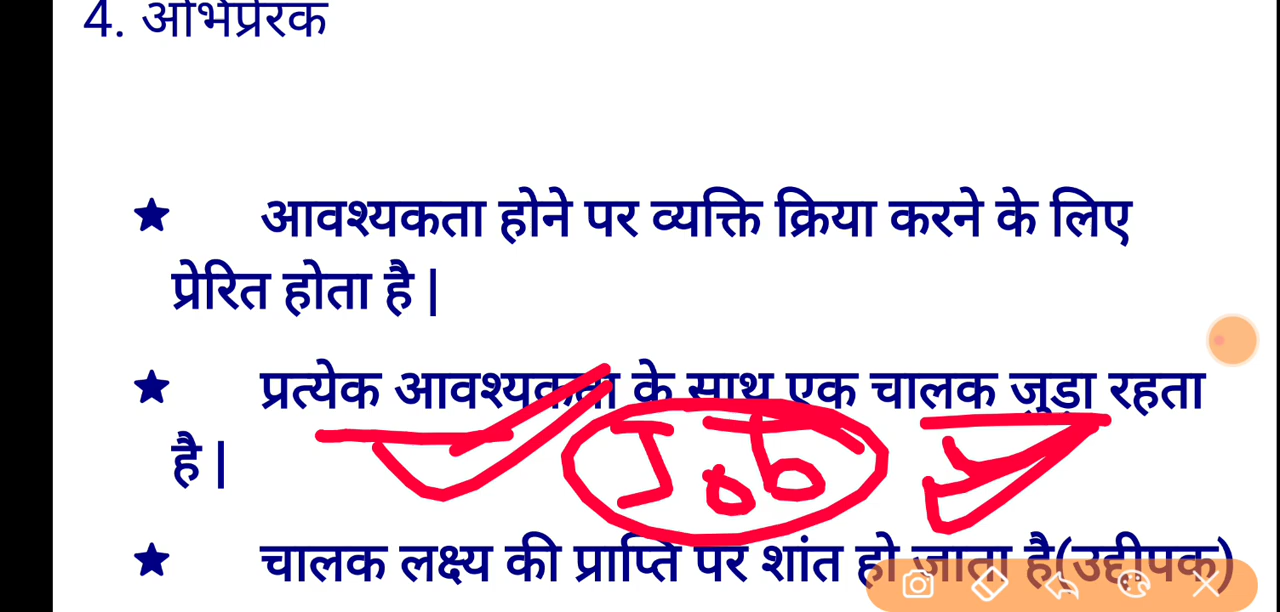 4. अभिप्रेरक
★ आवश्यकता होने पर व्यक्ति क्रिया करने के लिए
प्रेरित होता है |
★ प्रत्येक आवश्यकता के साथ एक चालक जुड़ा रहता
है |
Job
★ चालक लक्ष्य की प्राप्ति पर शांत हो जाता है(उद्दीपक)